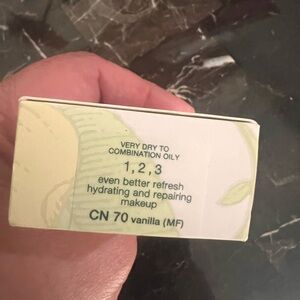 VERY DRY TO
COMBINATION OILY
1, 2, 3
even better refresh
hydrating and repairing
makeup
CN 70 vanilla (MF)